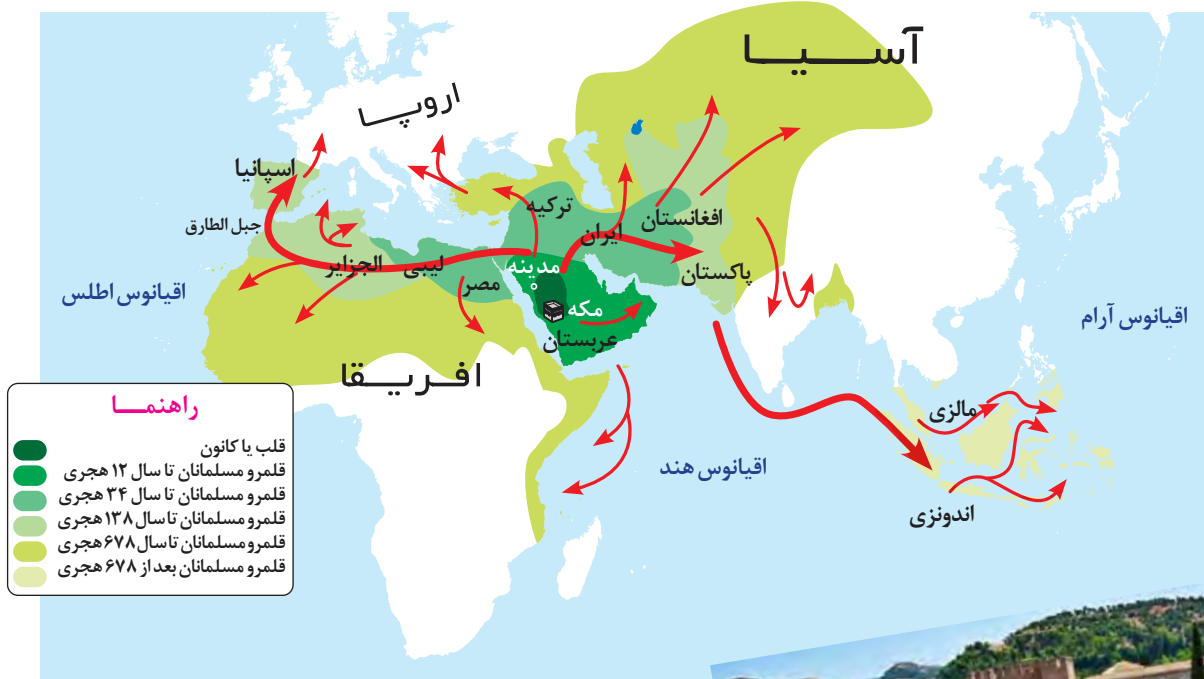 آسیا
اروپا
اسپانیا
جبل الطارق
ترکیه
افغانستان
ایران
پاکستان
الجزایر
لیبی
مصر
مدینه
مکه
عربستان
اقیانوس اطلس
اقیانوس آرام
افریقا
مالزی
اقیانوس هند
اندونزی
راهنما
قلب یا کانون
قلمرو مسلمانان تا سال ۱۲ هجری
قلمرو مسلمانان تا سال ۳۴ هجری
قلمرو مسلمانان تا سال ۱۳۸ هجری
قلمرو مسلمانان تا سال ۶۷۸ هجری
قلمرو مسلمانان بعد از ۶۷۸ هجری